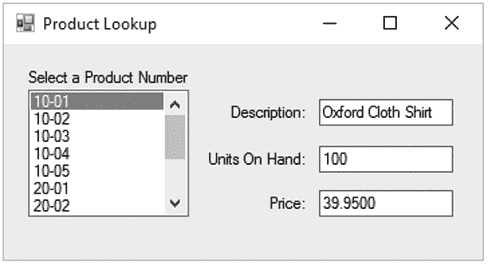 Product Lookup
Select a Product Number
10-01
10-02
10-03
10-04
10-05
20-01
20-02
Description: Oxford Cloth Shirt
Units On Hand: 100
Price: 39.9500